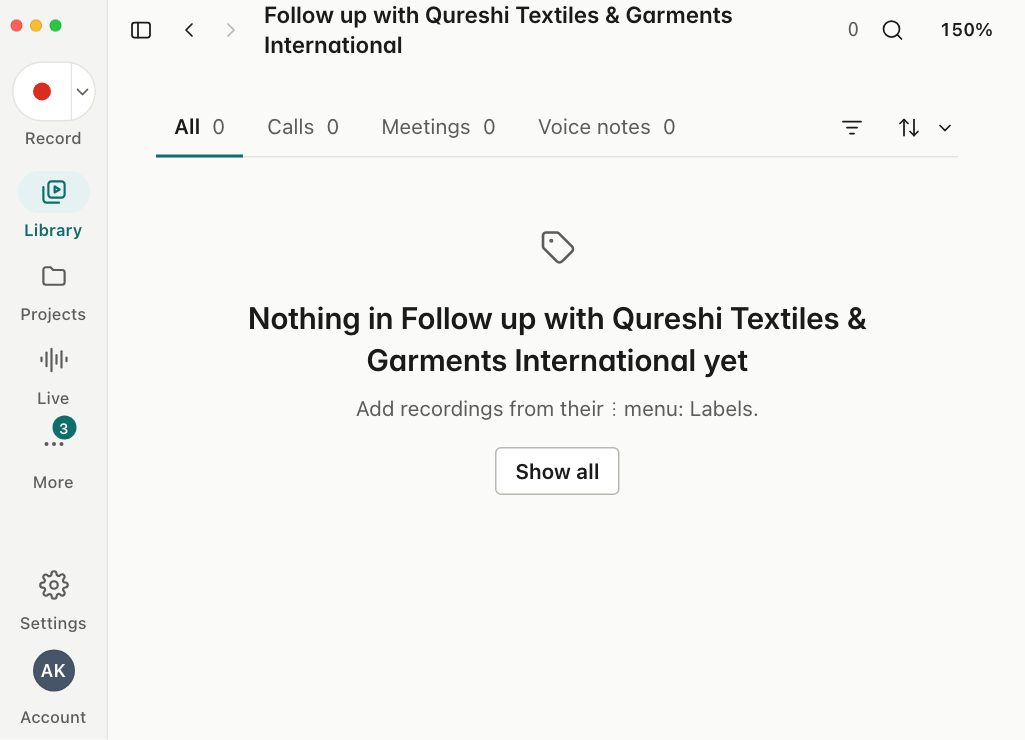 Follow up with Qureshi Textiles & Garments
International
0
150%
Record
Library
Projects
Live
3
More
Settings
AK
Account
All 0
Calls 0
Meetings 0
Voice notes 0
Nothing in Follow up with Qureshi Textiles &
Garments International yet
Add recordings from their ⋮ menu: Labels.
Show all